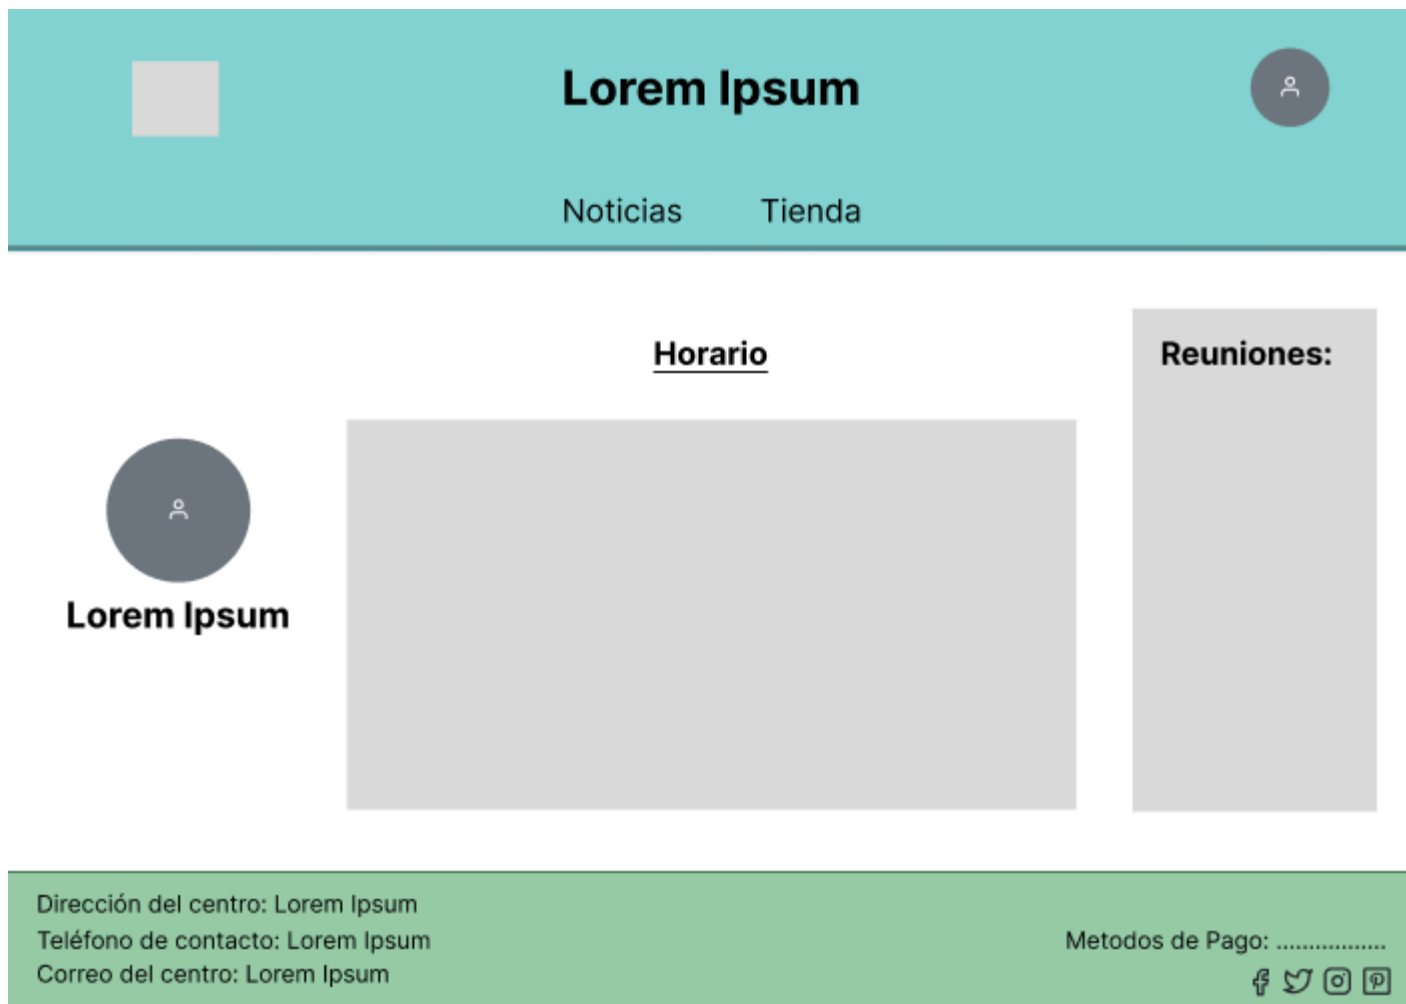 Lorem Ipsum
Noticias Tienda
Horario
Reuniones:
Lorem Ipsum
Dirección del centro: Lorem Ipsum
Teléfono de contacto: Lorem Ipsum
Correo del centro: Lorem Ipsum
Metodos de Pago: .................